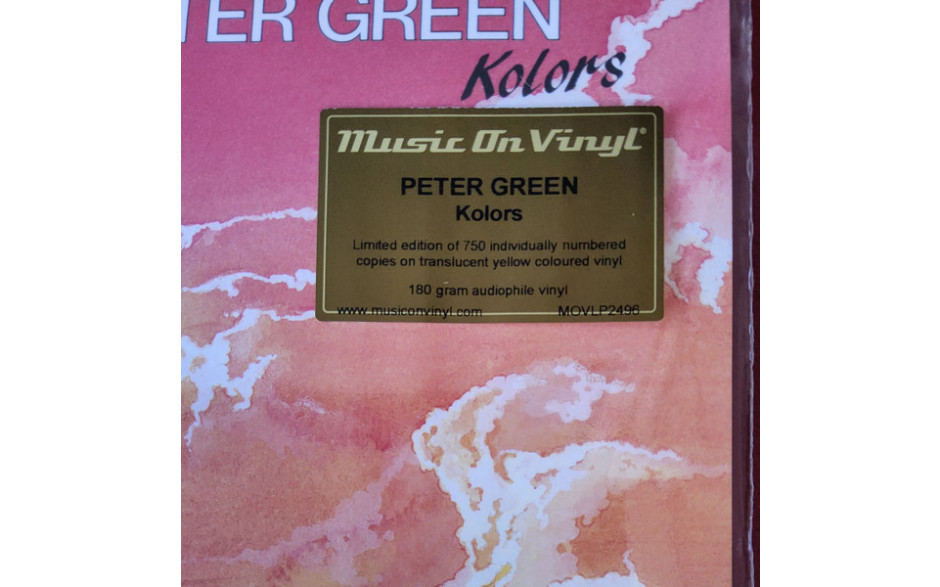 TER GREEN
Kolors
Music On Vinyl®
PETER GREEN
Kolors
Limited edition of 750 individually numbered
copies on translucent yellow coloured vinyl
180 gram audiophile vinyl
www.musiconvinyl.com MOVLP2496